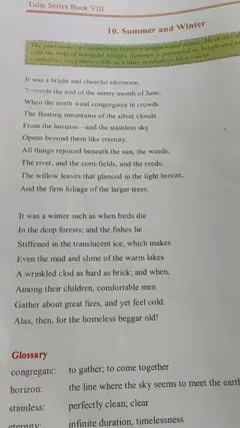 Tulip Series Book VIII
10. Summer and Winter
It was a bright and cheerful afternoon,
Towards the end of the sunny month of June,
When the north wind congregates in crowds
The floating mountains of the silver clouds
From the horizon—and the stainless sky
Opens beyond them like eternity.
All things rejoiced beneath the sun, the weeds,
The river, and the corn-fields, and the reeds;
The willow leaves that glanced in the light breeze,
And the firm foliage of the larger trees.
It was a winter such as when birds die
In the deep forests; and the fishes lie
Stiffened in the translucent ice, which makes
Even the mud and slime of the warm lakes
A wrinkled clod as hard as brick; and when,
Among their children, comfortable men
Gather about great fires, and yet feel cold:
Alas, then, for the homeless beggar old!
Glossary
congregate: to gather; to come together
horizon: the line where the sky seems to meet the earth
stainless: perfectly clean; clear
eternity: infinite duration, timelessness